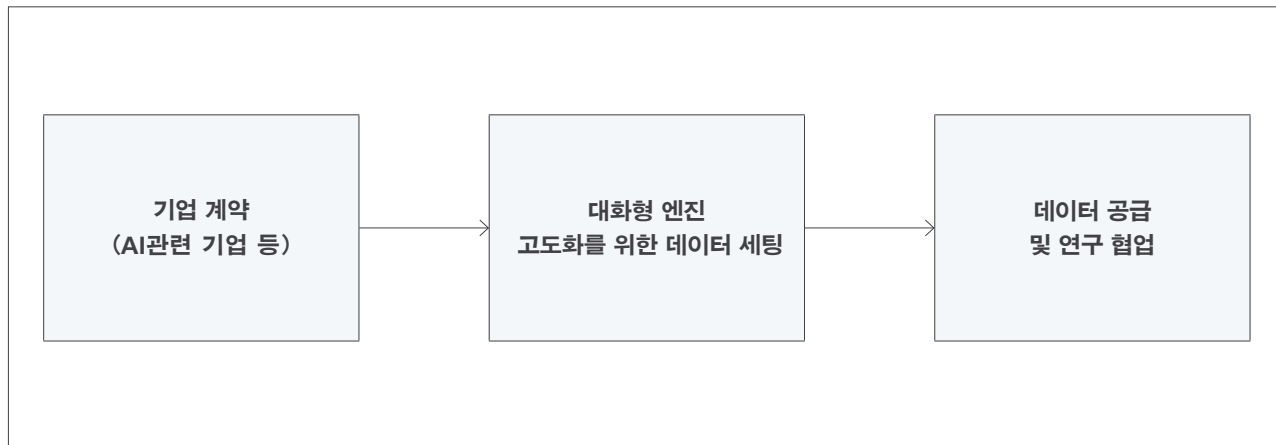 기업 계약
(AI관련 기업 등)
대화형 엔진
고도화를 위한 데이터 세팅
데이터 공급
및 연구 협업